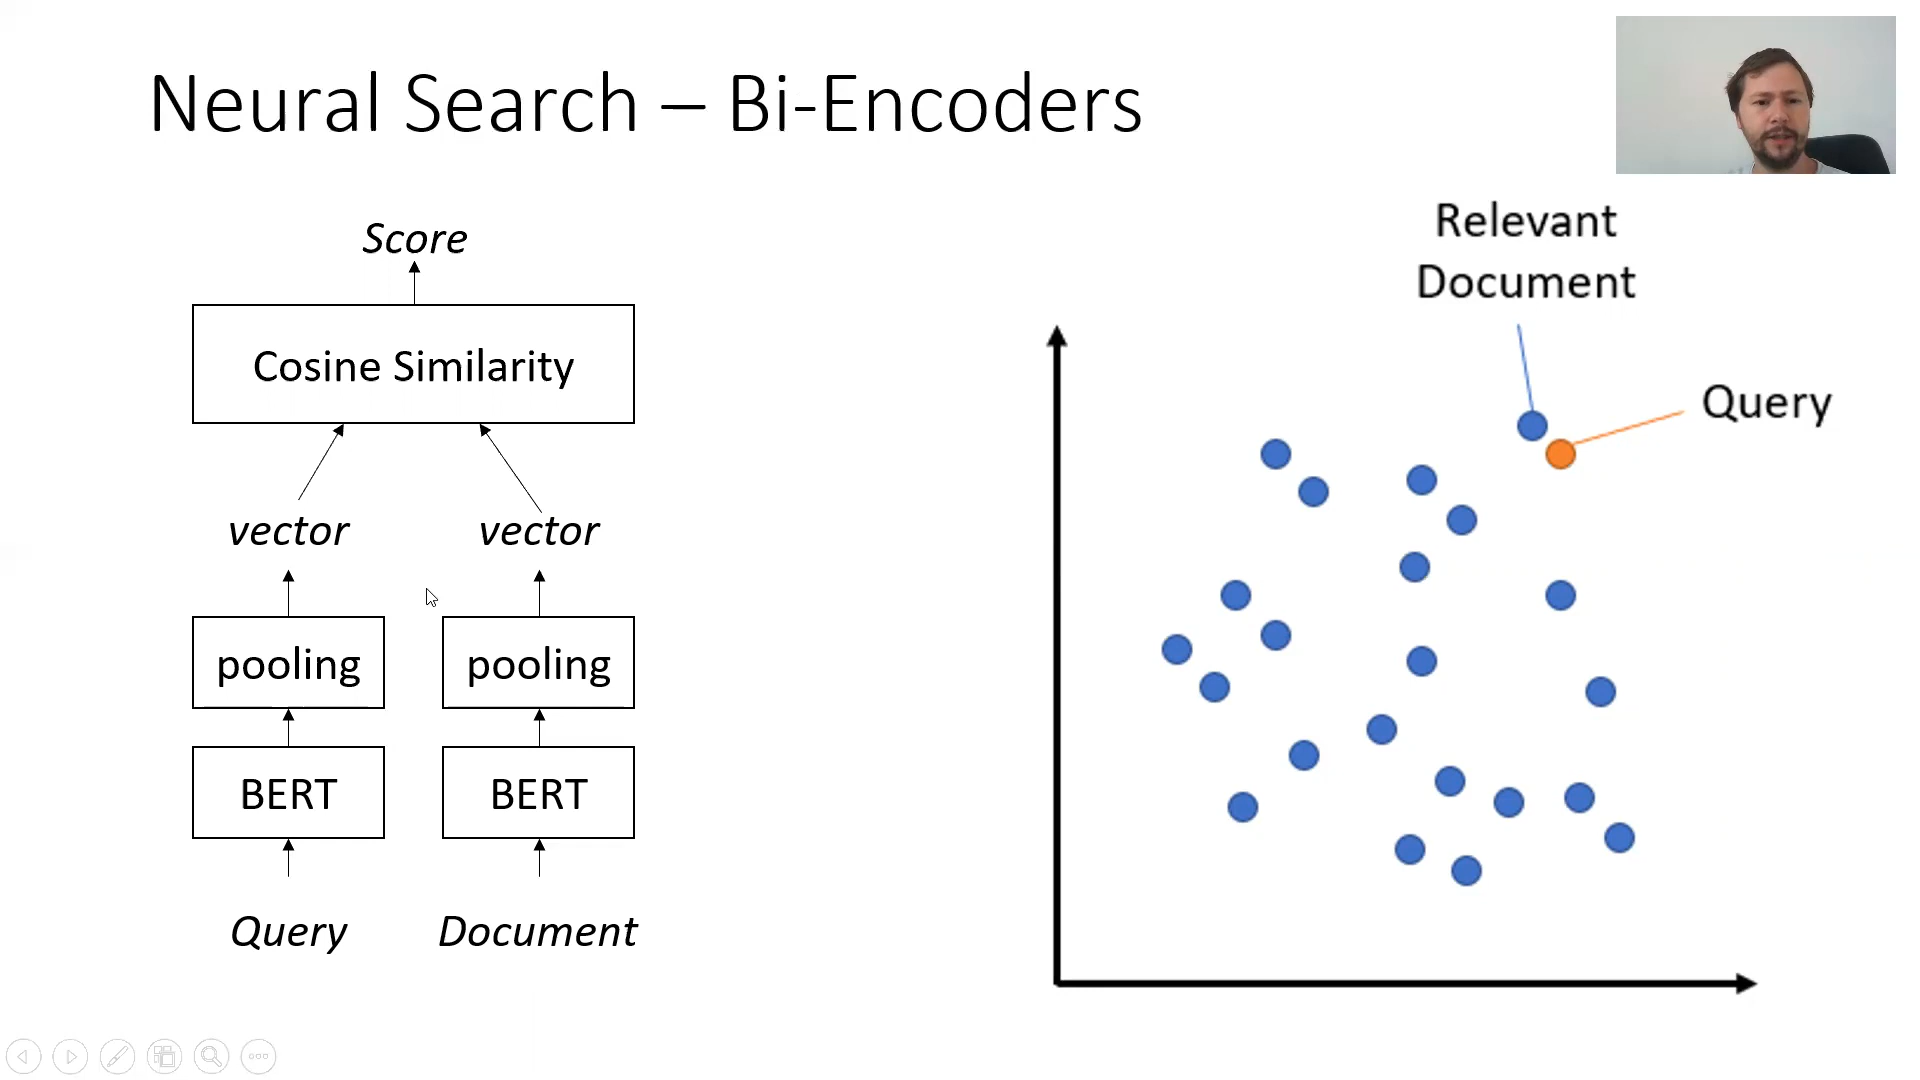 Neural Search – Bi-Encoders
Score
Cosine Similarity
vector vector
pooling pooling
BERT BERT
Query Document
Relevant
Document
Query